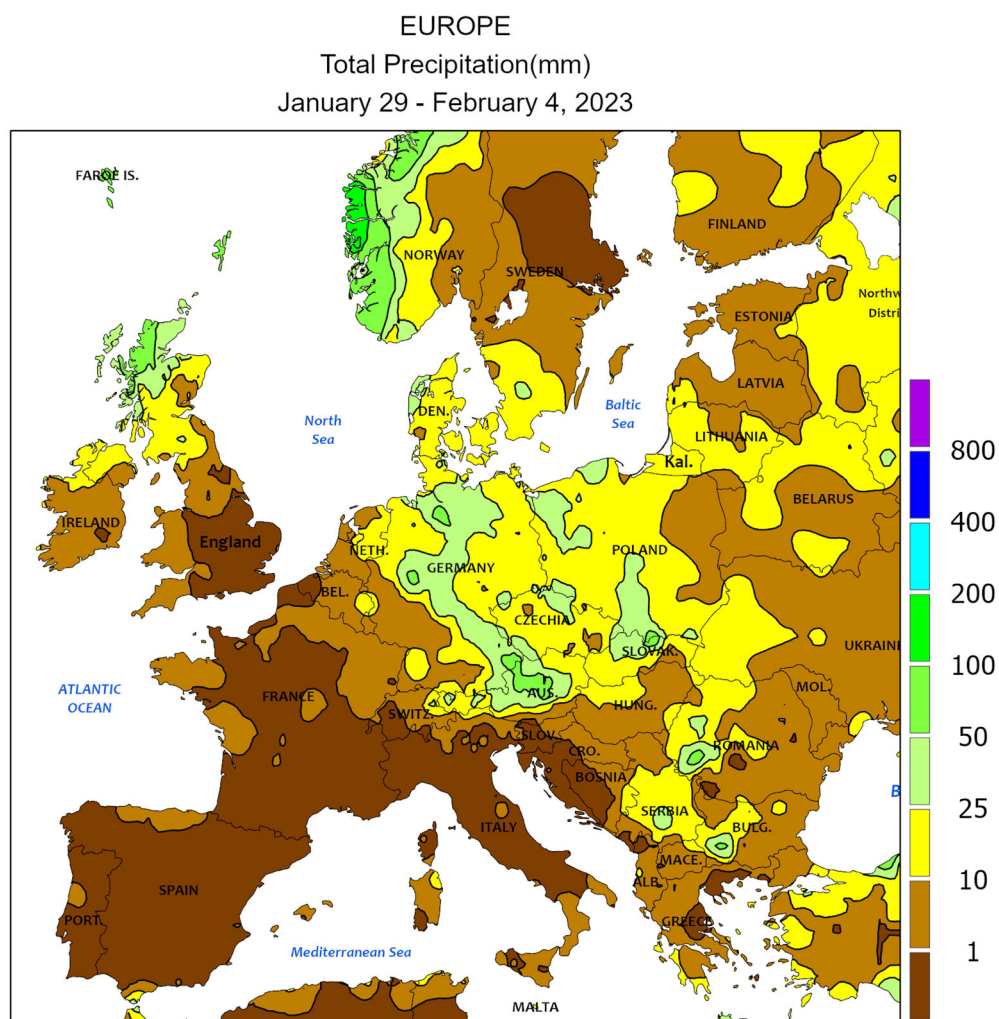 EUROPE
Total Precipitation(mm)
January 29 - February 4, 2023
FAROE IS.
FINLAND
NORWAY
SWEDEN
Northw
Distri
ESTONIA
LATVIA
North
Sea
DEN.
Baltic
Sea
LITHUANIA
Kal.
800
BELARUS
IRELAND
England
400
NETH.
GERMANY
POLAND
BEL.
200
CZECHIA
UKRAINE
SLOVAK.
100
ATLANTIC
OCEAN
FRANCE
AUS.
MOL.
SWITZ.
HUNG.
SLOV.
ROMANIA
50
CRO.
BOSNIA
B
25
SERBIA
ITALY
BULG.
MACE.
10
SPAIN
ALB.
PORT.
GREECE
Mediterranean Sea
1
MALTA